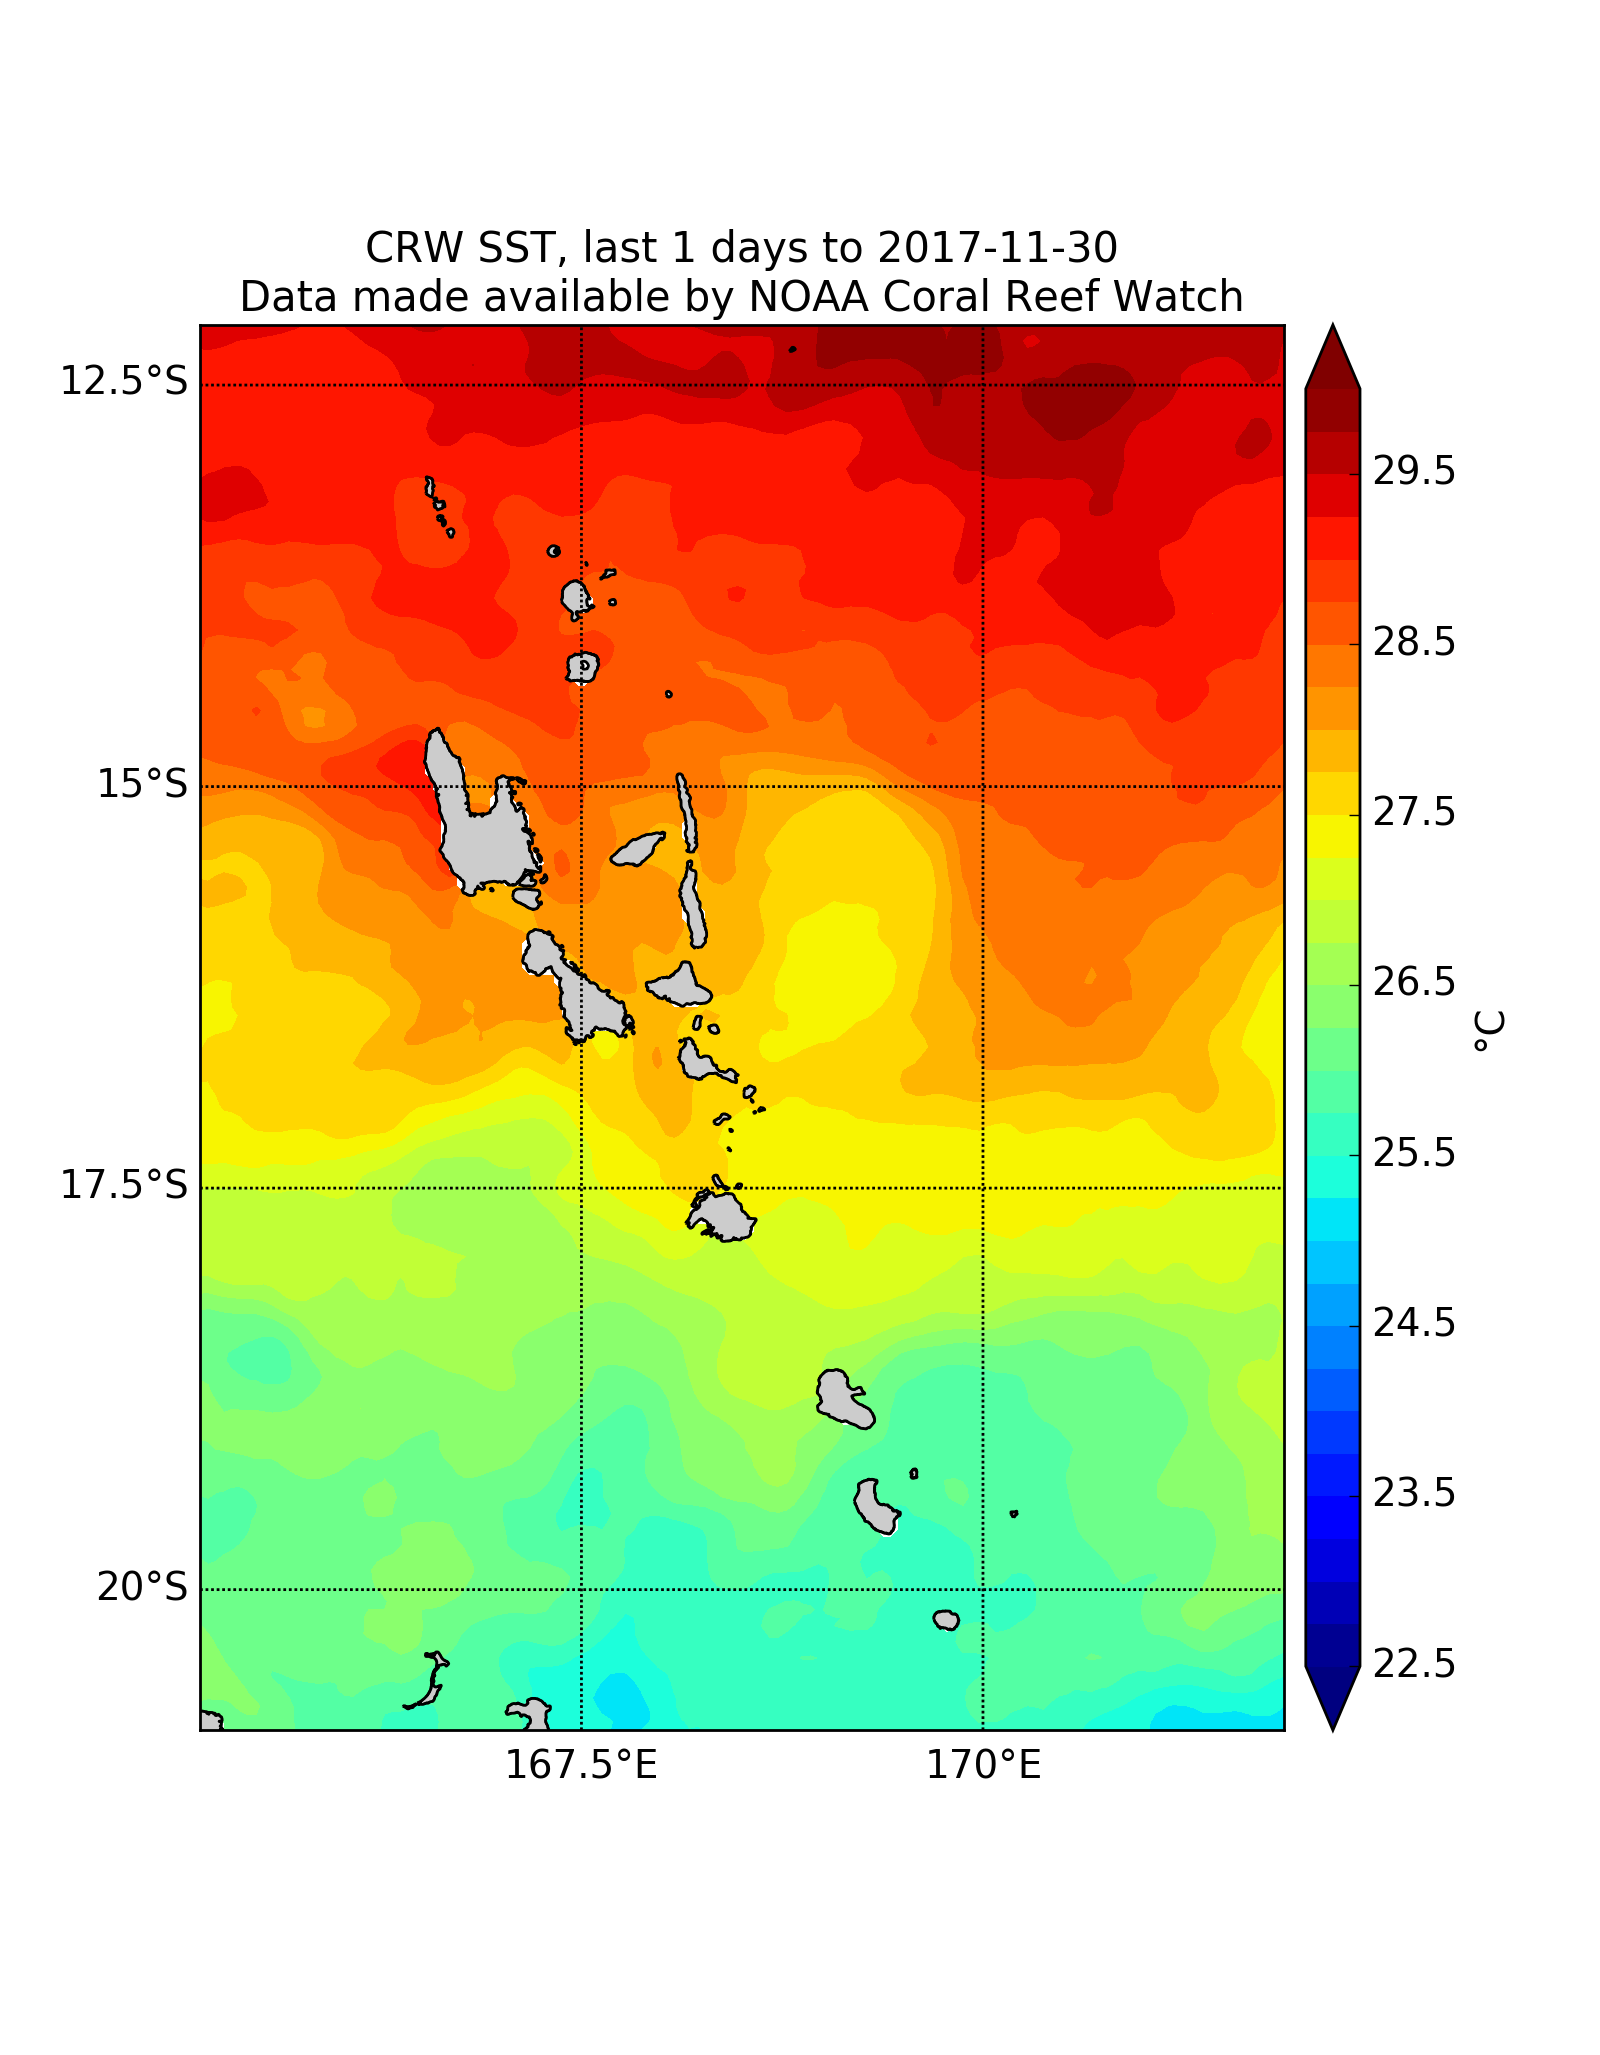 CRW SST, last 1 days to 2017-11-30
Data made available by NOAA Coral Reef Watch
12.5°S
15°S
17.5°S
20°S
167.5°E
170°E
29.5
28.5
27.5
26.5
25.5
24.5
23.5
22.5
°C